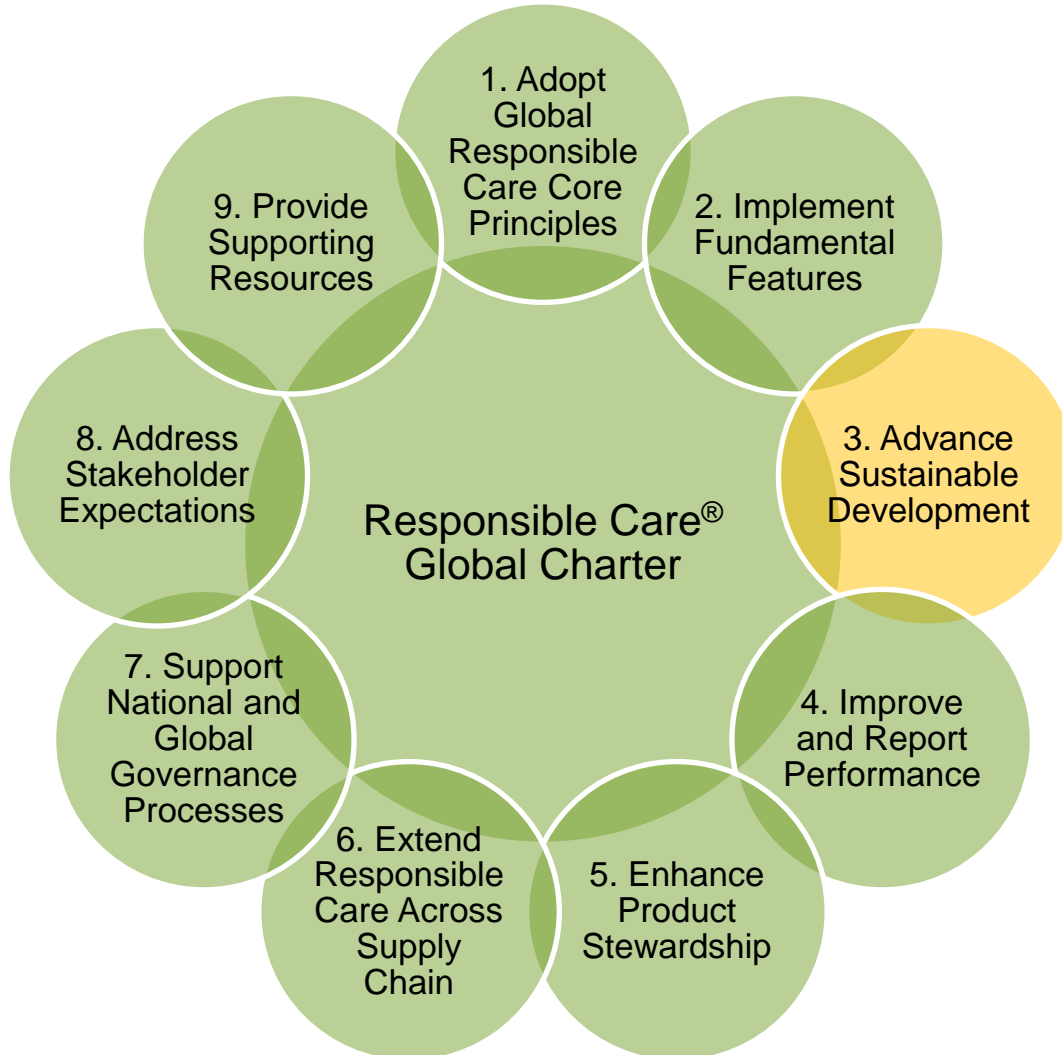 1. Adopt
Global
Responsible
Care Core
Principles
2. Implement
Fundamental
Features
3. Advance
Sustainable
Development
4. Improve
and Report
Performance
5. Enhance
Product
Stewardship
6. Extend
Responsible
Care Across
Supply
Chain
7. Support
National and
Global
Governance
Processes
8. Address
Stakeholder
Expectations
9. Provide
Supporting
Resources
Responsible Care®
Global Charter